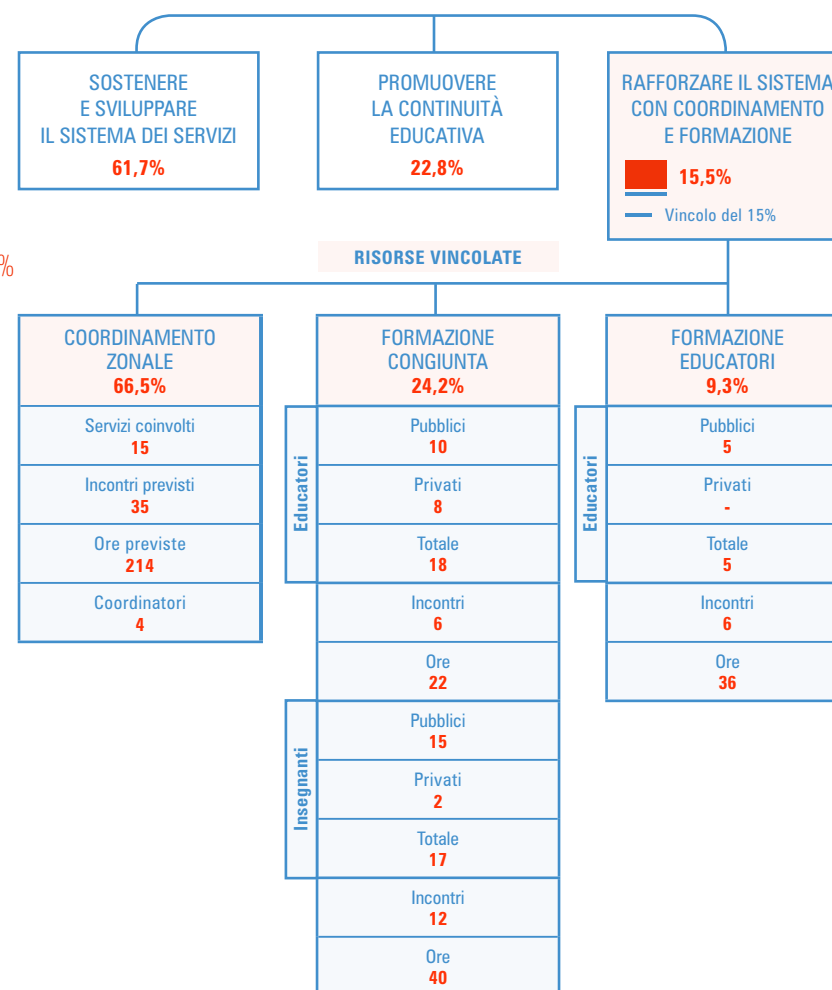 SOSTENERE
E SVILUPPARE
IL SISTEMA DEI SERVIZI
61,7%
PROMUOVERE
LA CONTINUITÀ
EDUCATIVA
22,8%
RAFFORZARE IL SISTEMA
CON COORDINAMENTO
E FORMAZIONE
15,5%
Vincolo del 15%
%
RISORSE VINCOLATE
COORDINAMENTO
ZONALE
66,5%
Servizi coinvolti
15
Incontri previsti
35
Ore previste
214
Coordinatori
4
FORMAZIONE
CONGIUNTA
24,2%
Educatori
Pubblici
10
Privati
8
Totale
18
Incontri
6
Ore
22
Insegnanti
Pubblici
15
Privati
2
Totale
17
Incontri
12
Ore
40
FORMAZIONE
EDUCATORI
9,3%
Educatori
Pubblici
5
Privati
-
Totale
5
Incontri
6
Ore
36